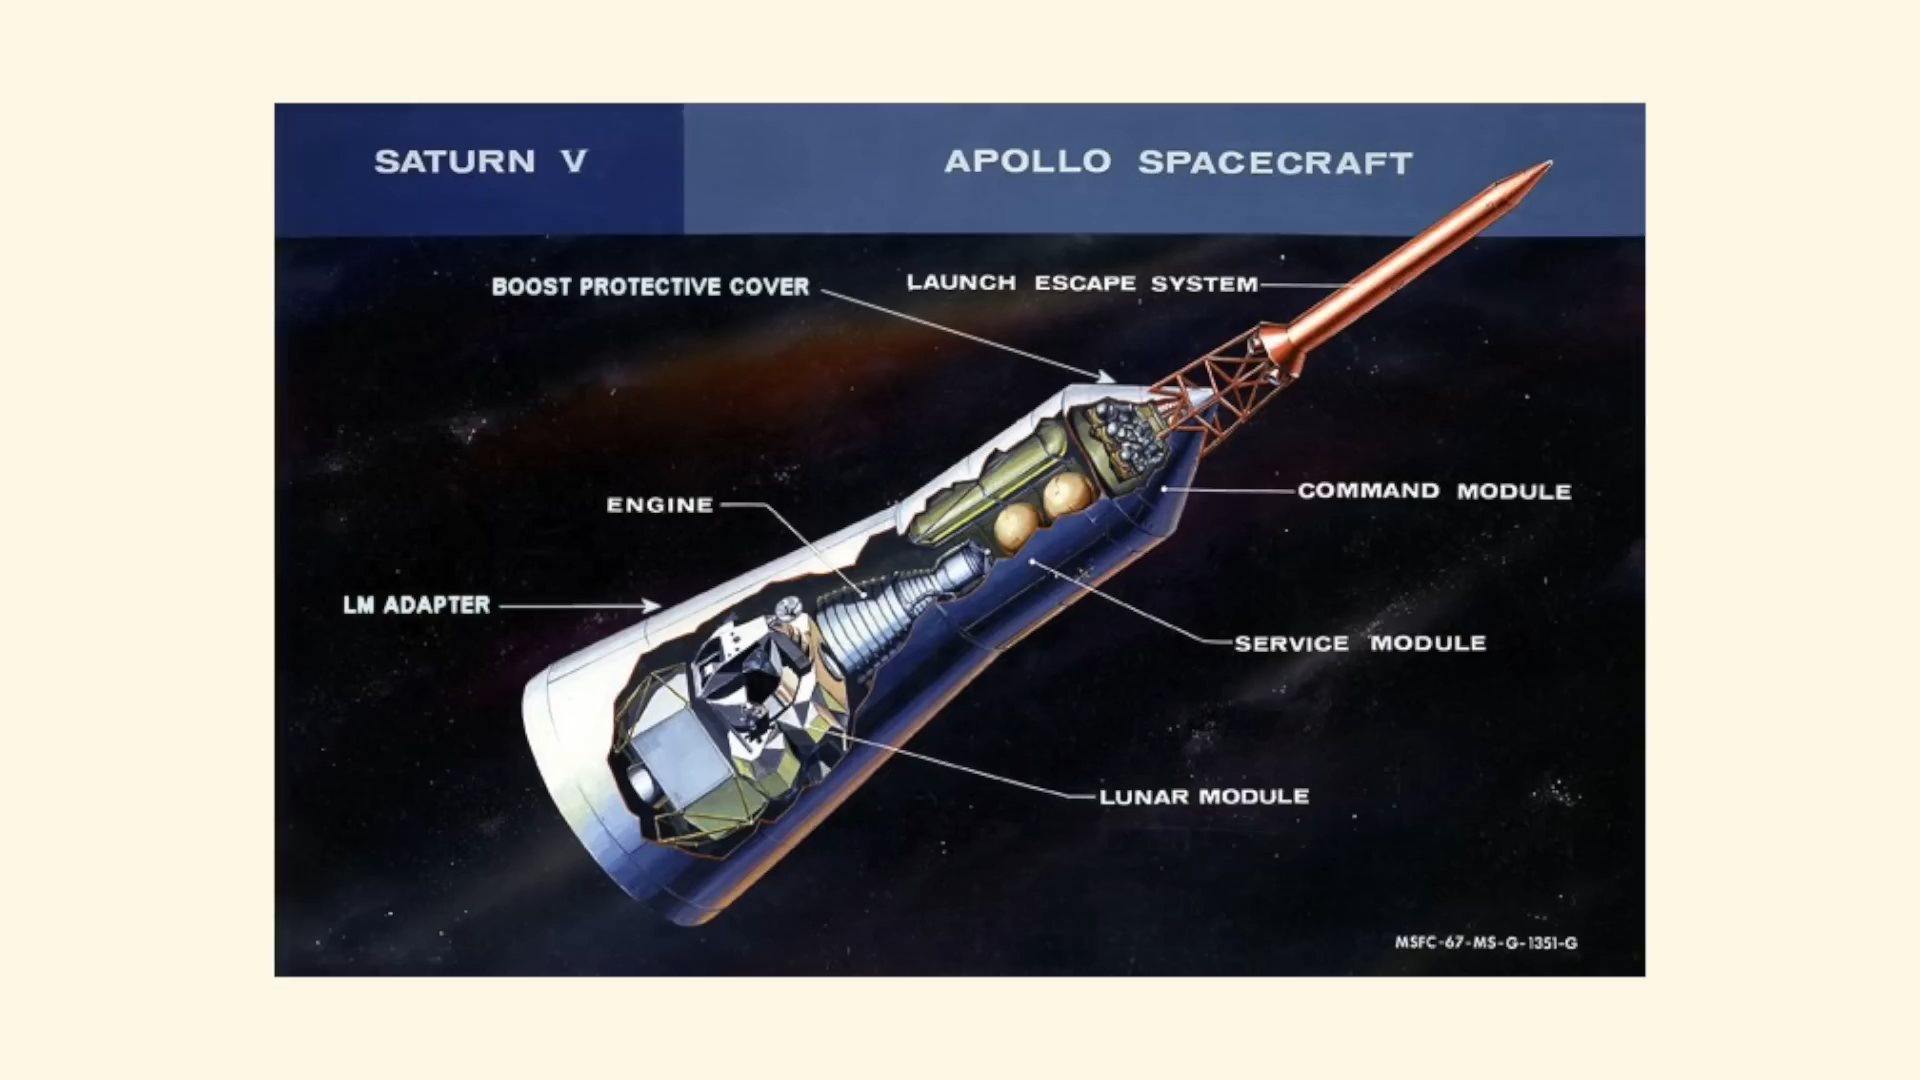 SATURN V
APOLLO SPACECRAFT
BOOST PROTECTIVE COVER
LAUNCH ESCAPE SYSTEM
COMMAND MODULE
ENGINE
LM ADAPTER
SERVICE MODULE
LUNAR MODULE
MSFC-67-MS-G-1351-G